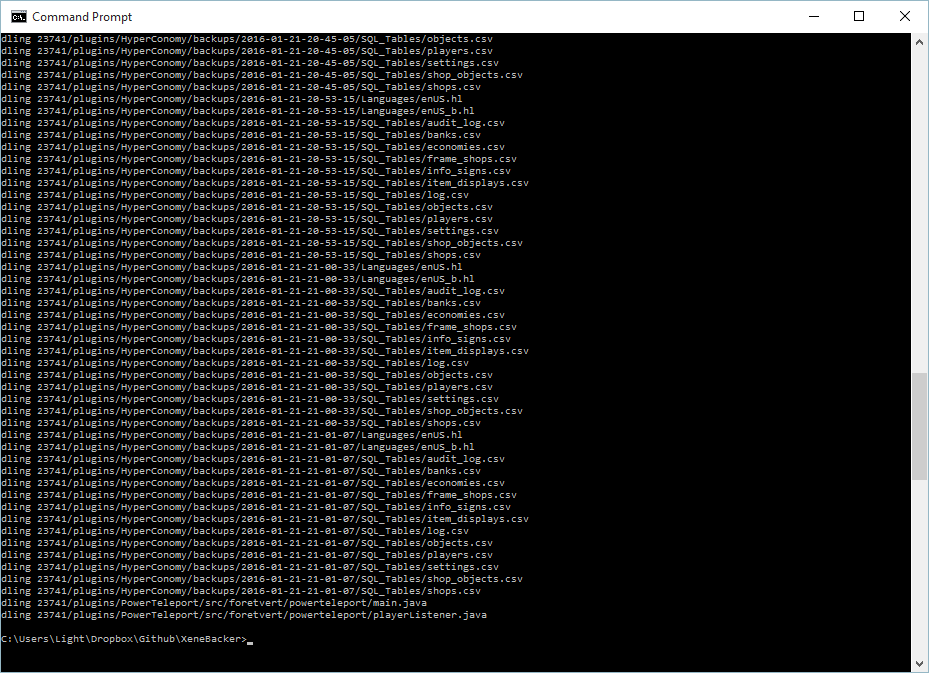 Command Prompt
dling 23741/plugins/HyperConomy/backups/2016-01-21-20-45-05/SQL_Tables/objects.csv
dling 23741/plugins/HyperConomy/backups/2016-01-21-20-45-05/SQL_Tables/players.csv
dling 23741/plugins/HyperConomy/backups/2016-01-21-20-45-05/SQL_Tables/settings.csv
dling 23741/plugins/HyperConomy/backups/2016-01-21-20-45-05/SQL_Tables/shop_objects.csv
dling 23741/plugins/HyperConomy/backups/2016-01-21-20-45-05/SQL_Tables/shops.csv
dling 23741/plugins/HyperConomy/backups/2016-01-21-20-53-15/Languages/enUS.hl
dling 23741/plugins/HyperConomy/backups/2016-01-21-20-53-15/Languages/enUS_b.hl
dling 23741/plugins/HyperConomy/backups/2016-01-21-20-53-15/SQL_Tables/audit_log.csv
dling 23741/plugins/HyperConomy/backups/2016-01-21-20-53-15/SQL_Tables/banks.csv
dling 23741/plugins/HyperConomy/backups/2016-01-21-20-53-15/SQL_Tables/economies.csv
dling 23741/plugins/HyperConomy/backups/2016-01-21-20-53-15/SQL_Tables/frame_shops.csv
dling 23741/plugins/HyperConomy/backups/2016-01-21-20-53-15/SQL_Tables/info_signs.csv
dling 23741/plugins/HyperConomy/backups/2016-01-21-20-53-15/SQL_Tables/item_displays.csv
dling 23741/plugins/HyperConomy/backups/2016-01-21-20-53-15/SQL_Tables/log.csv
dling 23741/plugins/HyperConomy/backups/2016-01-21-20-53-15/SQL_Tables/objects.csv
dling 23741/plugins/HyperConomy/backups/2016-01-21-20-53-15/SQL_Tables/players.csv
dling 23741/plugins/HyperConomy/backups/2016-01-21-20-53-15/SQL_Tables/settings.csv
dling 23741/plugins/HyperConomy/backups/2016-01-21-20-53-15/SQL_Tables/shop_objects.csv
dling 23741/plugins/HyperConomy/backups/2016-01-21-20-53-15/SQL_Tables/shops.csv
dling 23741/plugins/HyperConomy/backups/2016-01-21-21-00-33/Languages/enUS.hl
dling 23741/plugins/HyperConomy/backups/2016-01-21-21-00-33/Languages/enUS_b.hl
dling 23741/plugins/HyperConomy/backups/2016-01-21-21-00-33/SQL_Tables/audit_log.csv
dling 23741/plugins/HyperConomy/backups/2016-01-21-21-00-33/SQL_Tables/banks.csv
dling 23741/plugins/HyperConomy/backups/2016-01-21-21-00-33/SQL_Tables/economies.csv
dling 23741/plugins/HyperConomy/backups/2016-01-21-21-00-33/SQL_Tables/frame_shops.csv
dling 23741/plugins/HyperConomy/backups/2016-01-21-21-00-33/SQL_Tables/info_signs.csv
dling 23741/plugins/HyperConomy/backups/2016-01-21-21-00-33/SQL_Tables/item_displays.csv
dling 23741/plugins/HyperConomy/backups/2016-01-21-21-00-33/SQL_Tables/log.csv
dling 23741/plugins/HyperConomy/backups/2016-01-21-21-00-33/SQL_Tables/objects.csv
dling 23741/plugins/HyperConomy/backups/2016-01-21-21-00-33/SQL_Tables/players.csv
dling 23741/plugins/HyperConomy/backups/2016-01-21-21-00-33/SQL_Tables/settings.csv
dling 23741/plugins/HyperConomy/backups/2016-01-21-21-00-33/SQL_Tables/shop_objects.csv
dling 23741/plugins/HyperConomy/backups/2016-01-21-21-00-33/SQL_Tables/shops.csv
dling 23741/plugins/HyperConomy/backups/2016-01-21-21-01-07/Languages/enUS.hl
dling 23741/plugins/HyperConomy/backups/2016-01-21-21-01-07/Languages/enUS_b.hl
dling 23741/plugins/HyperConomy/backups/2016-01-21-21-01-07/SQL_Tables/audit_log.csv
dling 23741/plugins/HyperConomy/backups/2016-01-21-21-01-07/SQL_Tables/banks.csv
dling 23741/plugins/HyperConomy/backups/2016-01-21-21-01-07/SQL_Tables/economies.csv
dling 23741/plugins/HyperConomy/backups/2016-01-21-21-01-07/SQL_Tables/frame_shops.csv
dling 23741/plugins/HyperConomy/backups/2016-01-21-21-01-07/SQL_Tables/info_signs.csv
dling 23741/plugins/HyperConomy/backups/2016-01-21-21-01-07/SQL_Tables/item_displays.csv
dling 23741/plugins/HyperConomy/backups/2016-01-21-21-01-07/SQL_Tables/log.csv
dling 23741/plugins/HyperConomy/backups/2016-01-21-21-01-07/SQL_Tables/objects.csv
dling 23741/plugins/HyperConomy/backups/2016-01-21-21-01-07/SQL_Tables/players.csv
dling 23741/plugins/HyperConomy/backups/2016-01-21-21-01-07/SQL_Tables/settings.csv
dling 23741/plugins/HyperConomy/backups/2016-01-21-21-01-07/SQL_Tables/shop_objects.csv
dling 23741/plugins/HyperConomy/backups/2016-01-21-21-01-07/SQL_Tables/shops.csv
dling 23741/plugins/PowerTeleport/src/foretvert/powerteleport/main.java
dling 23741/plugins/PowerTeleport/src/foretvert/powerteleport/playerListener.java
C:\Users\Light\Dropbox\Github\XeneBacker>